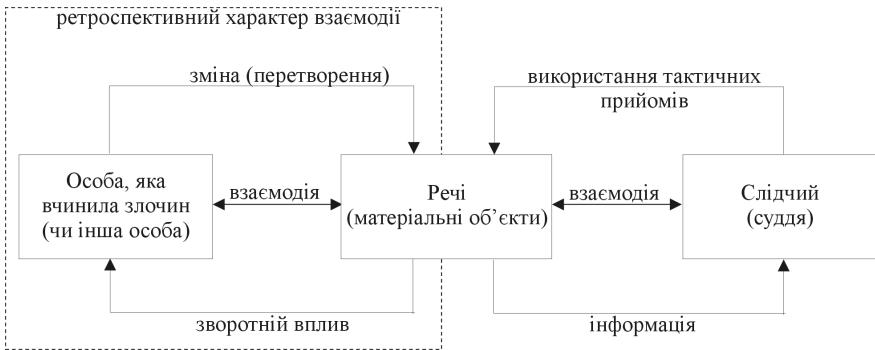 ретроспективний характер взаємодії
зміна (перетворення)
використання тактичних
прийомів
Особа, яка
вчинила злочин
(чи інша особа)
взаємодія
Речі
(матеріальні об’єкти)
взаємодія
Слідчий
(суддя)
зворотній вплив
інформація